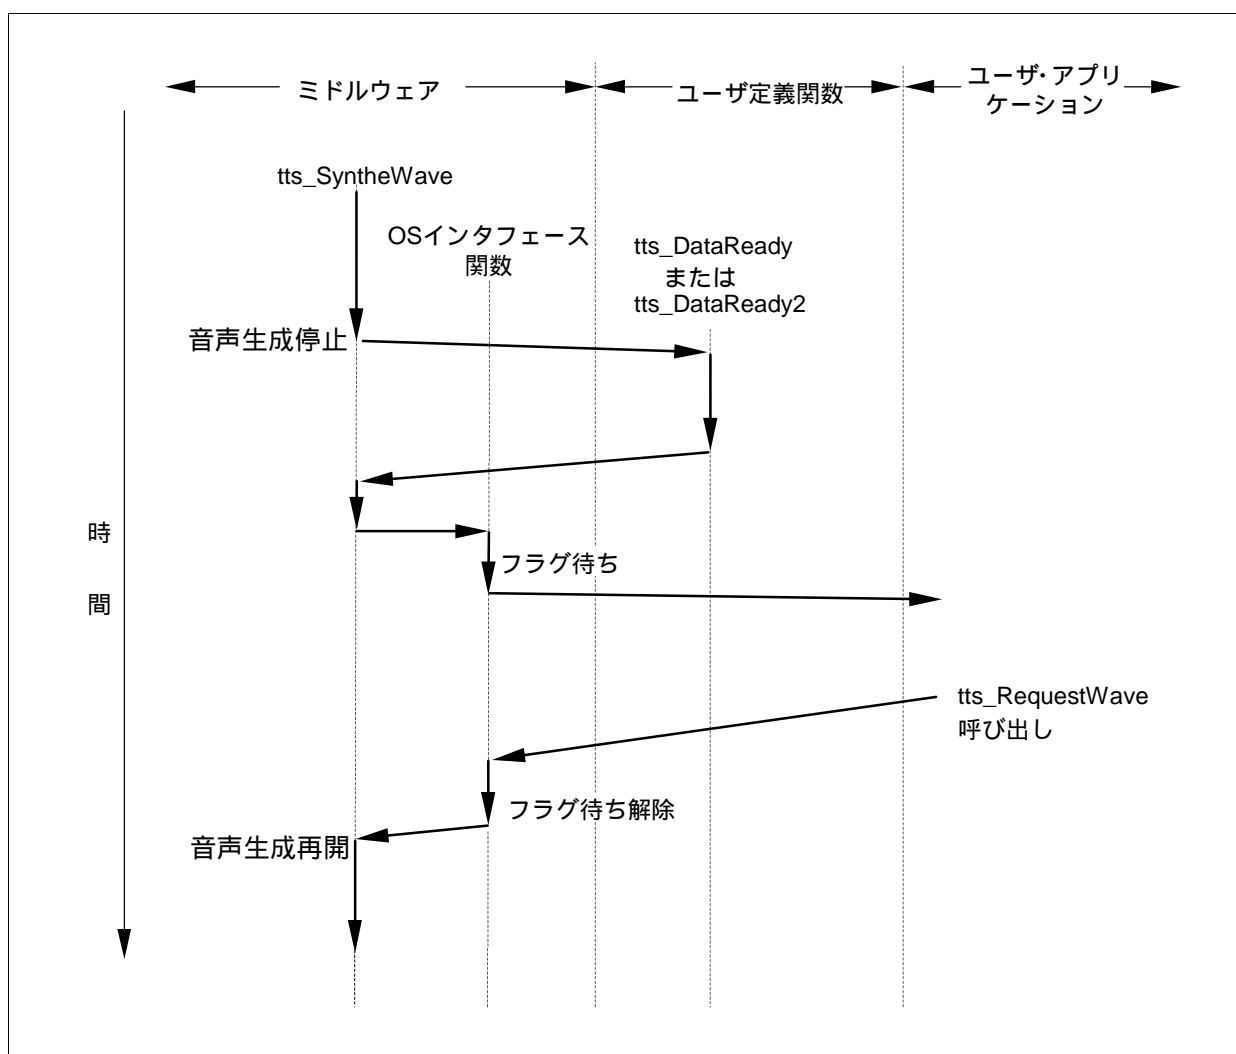 ミドルウェア
ユーザ定義関数
ユーザ・アプリ
ケーション
tts_SyntheWave
OSインタフェース
関数
tts_DataReady
または
tts_DataReady2
音声生成停止
時
間
フラグ待ち
tts_RequestWave
呼び出し
フラグ待ち解除
音声生成再開